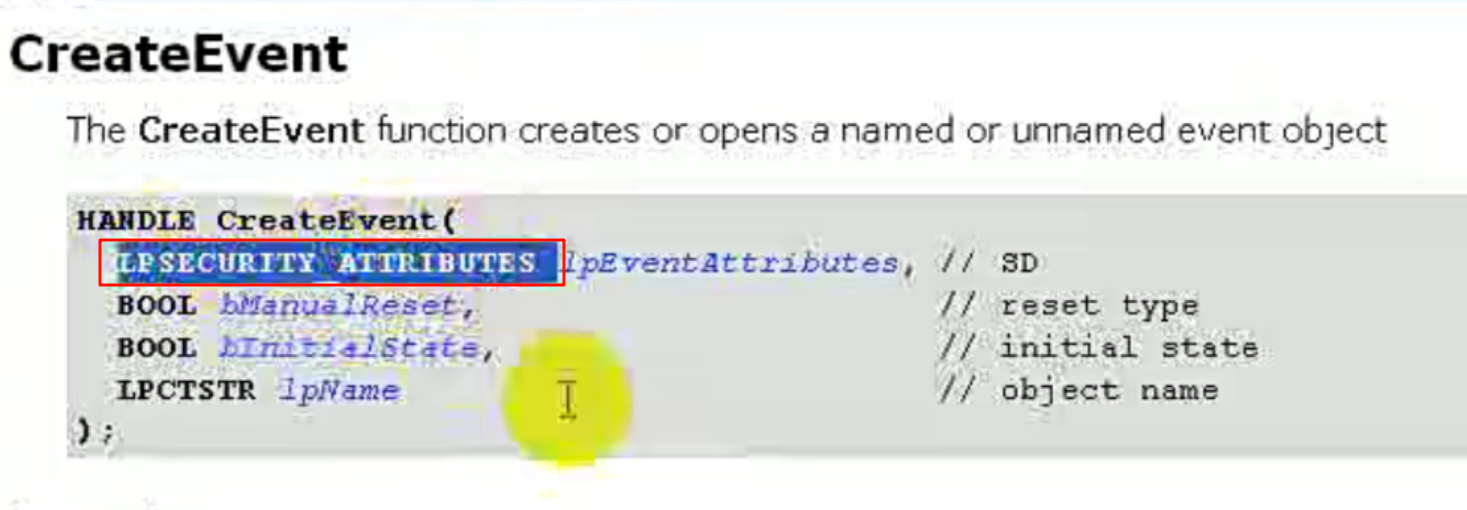 CreateEvent
The CreateEvent function creates or opens a named or unnamed event object
HANDLE CreateEvent(
LPSECURITY_ATTRIBUTES lpEventAttributes, // SD
BOOL bManualReset, // reset type
BOOL bInitialState, // initial state
LPCTSTR lpName // object name
);